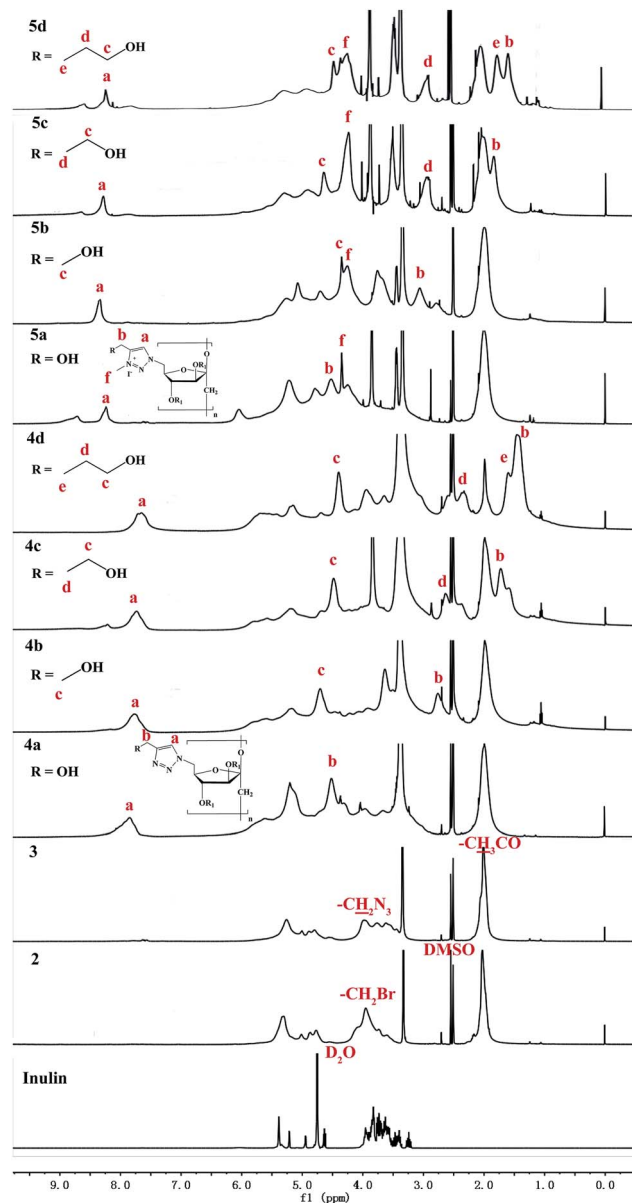 5d
R =
d
OH
e
c
a
c
f
d
e
b
5c
R =
c
OH
d
a
c
f
d
b
5b
R =
OH
c
a
c
f
b
5a
R = OH
b
a
R
N
N
N
+
I-
f
O
R1O
OR1
CH2
O
n
a
b
f
4d
R =
d
OH
e
c
a
c
d
e
b
4c
R =
c
OH
d
a
c
d
b
4b
R =
OH
c
a
c
b
4a
R = OH
b
a
R
N=N
N
O
R1O
OR1
CH2
O
n
a
b
3
-CH2N3
-CH3CO
2
-CH2Br
DMSO
Inulin
D2O
9.0 8.0 7.0 6.0 5.0 4.0 3.0 2.0 1.0 0.0
f1 (ppm)